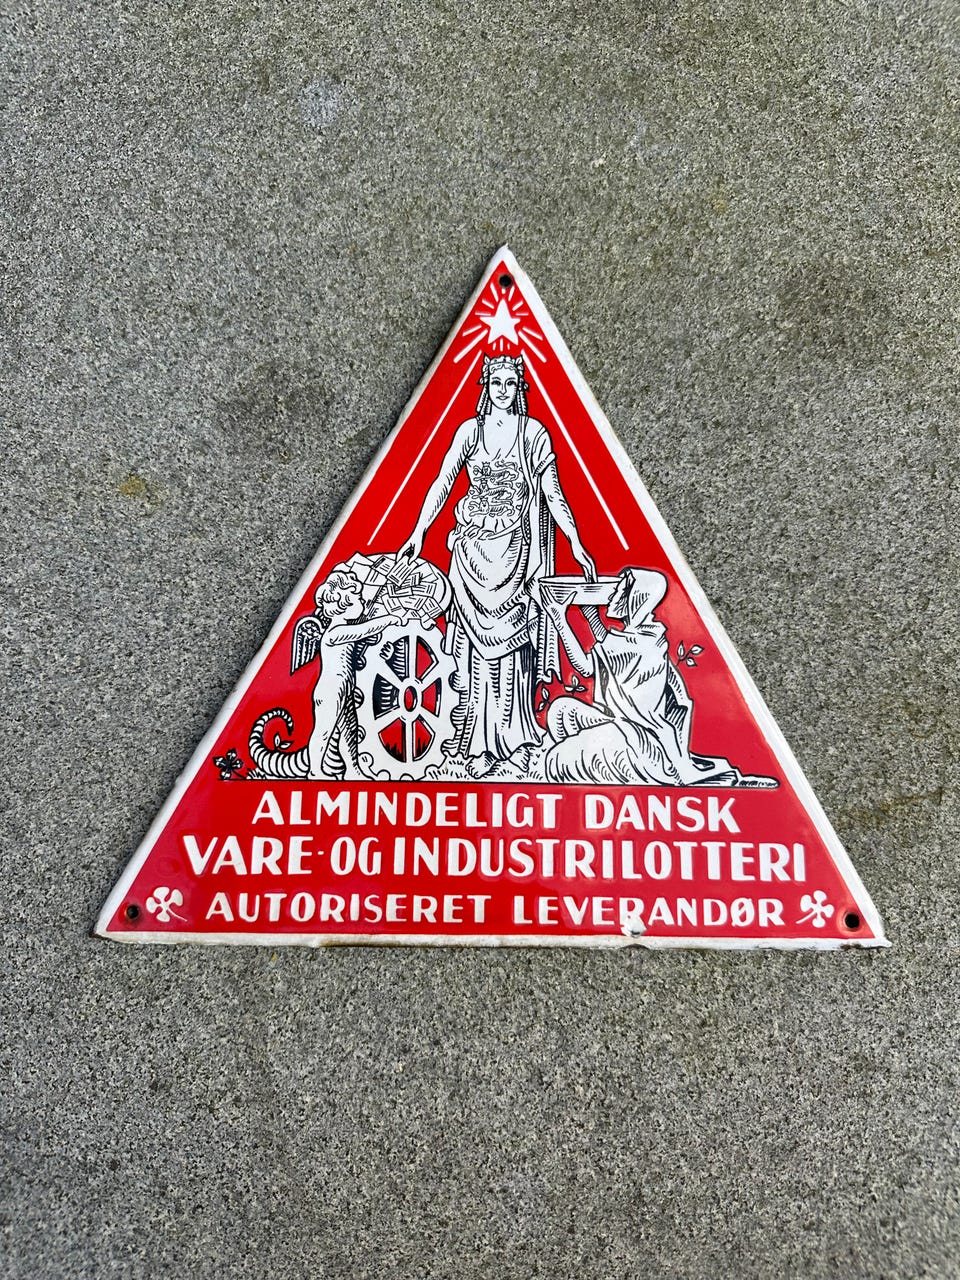 ALMINDELIGT DANSK
VARE- OG INDUSTRILOTTERI
AUTORISERET LEVERANDØR